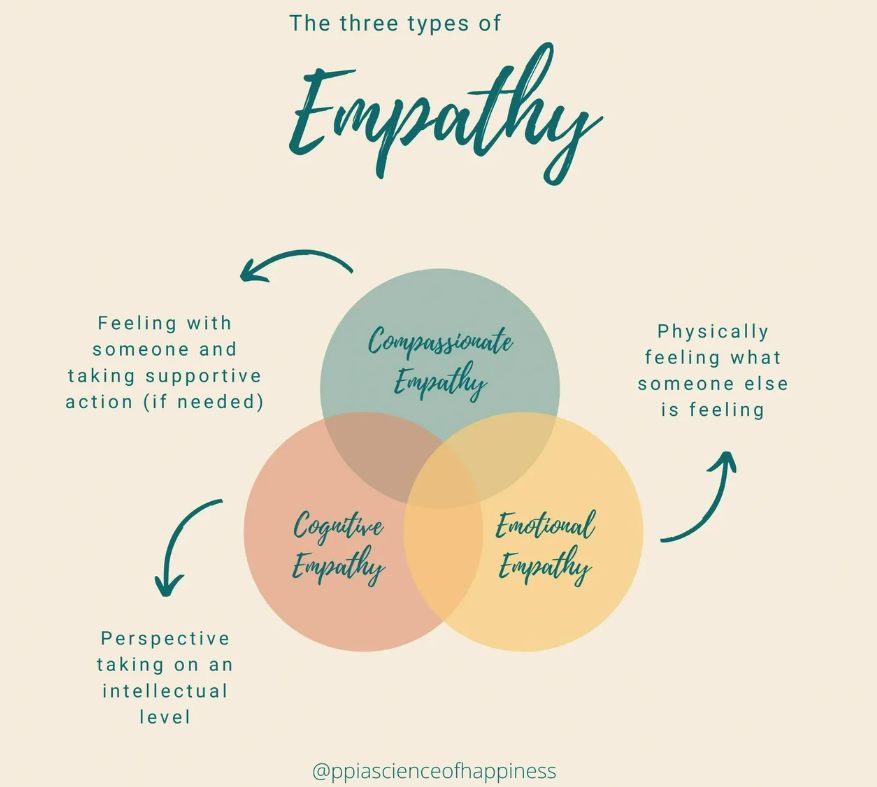 The three types of
Empathy
Compassionate
Empathy
Feeling with
someone and
taking supportive
action (if needed)
Physically
feeling what
someone else
is feeling
Cognitive
Empathy
Emotional
Empathy
Perspective
taking on an
intellectual
level
@ppiascienceofhappiness